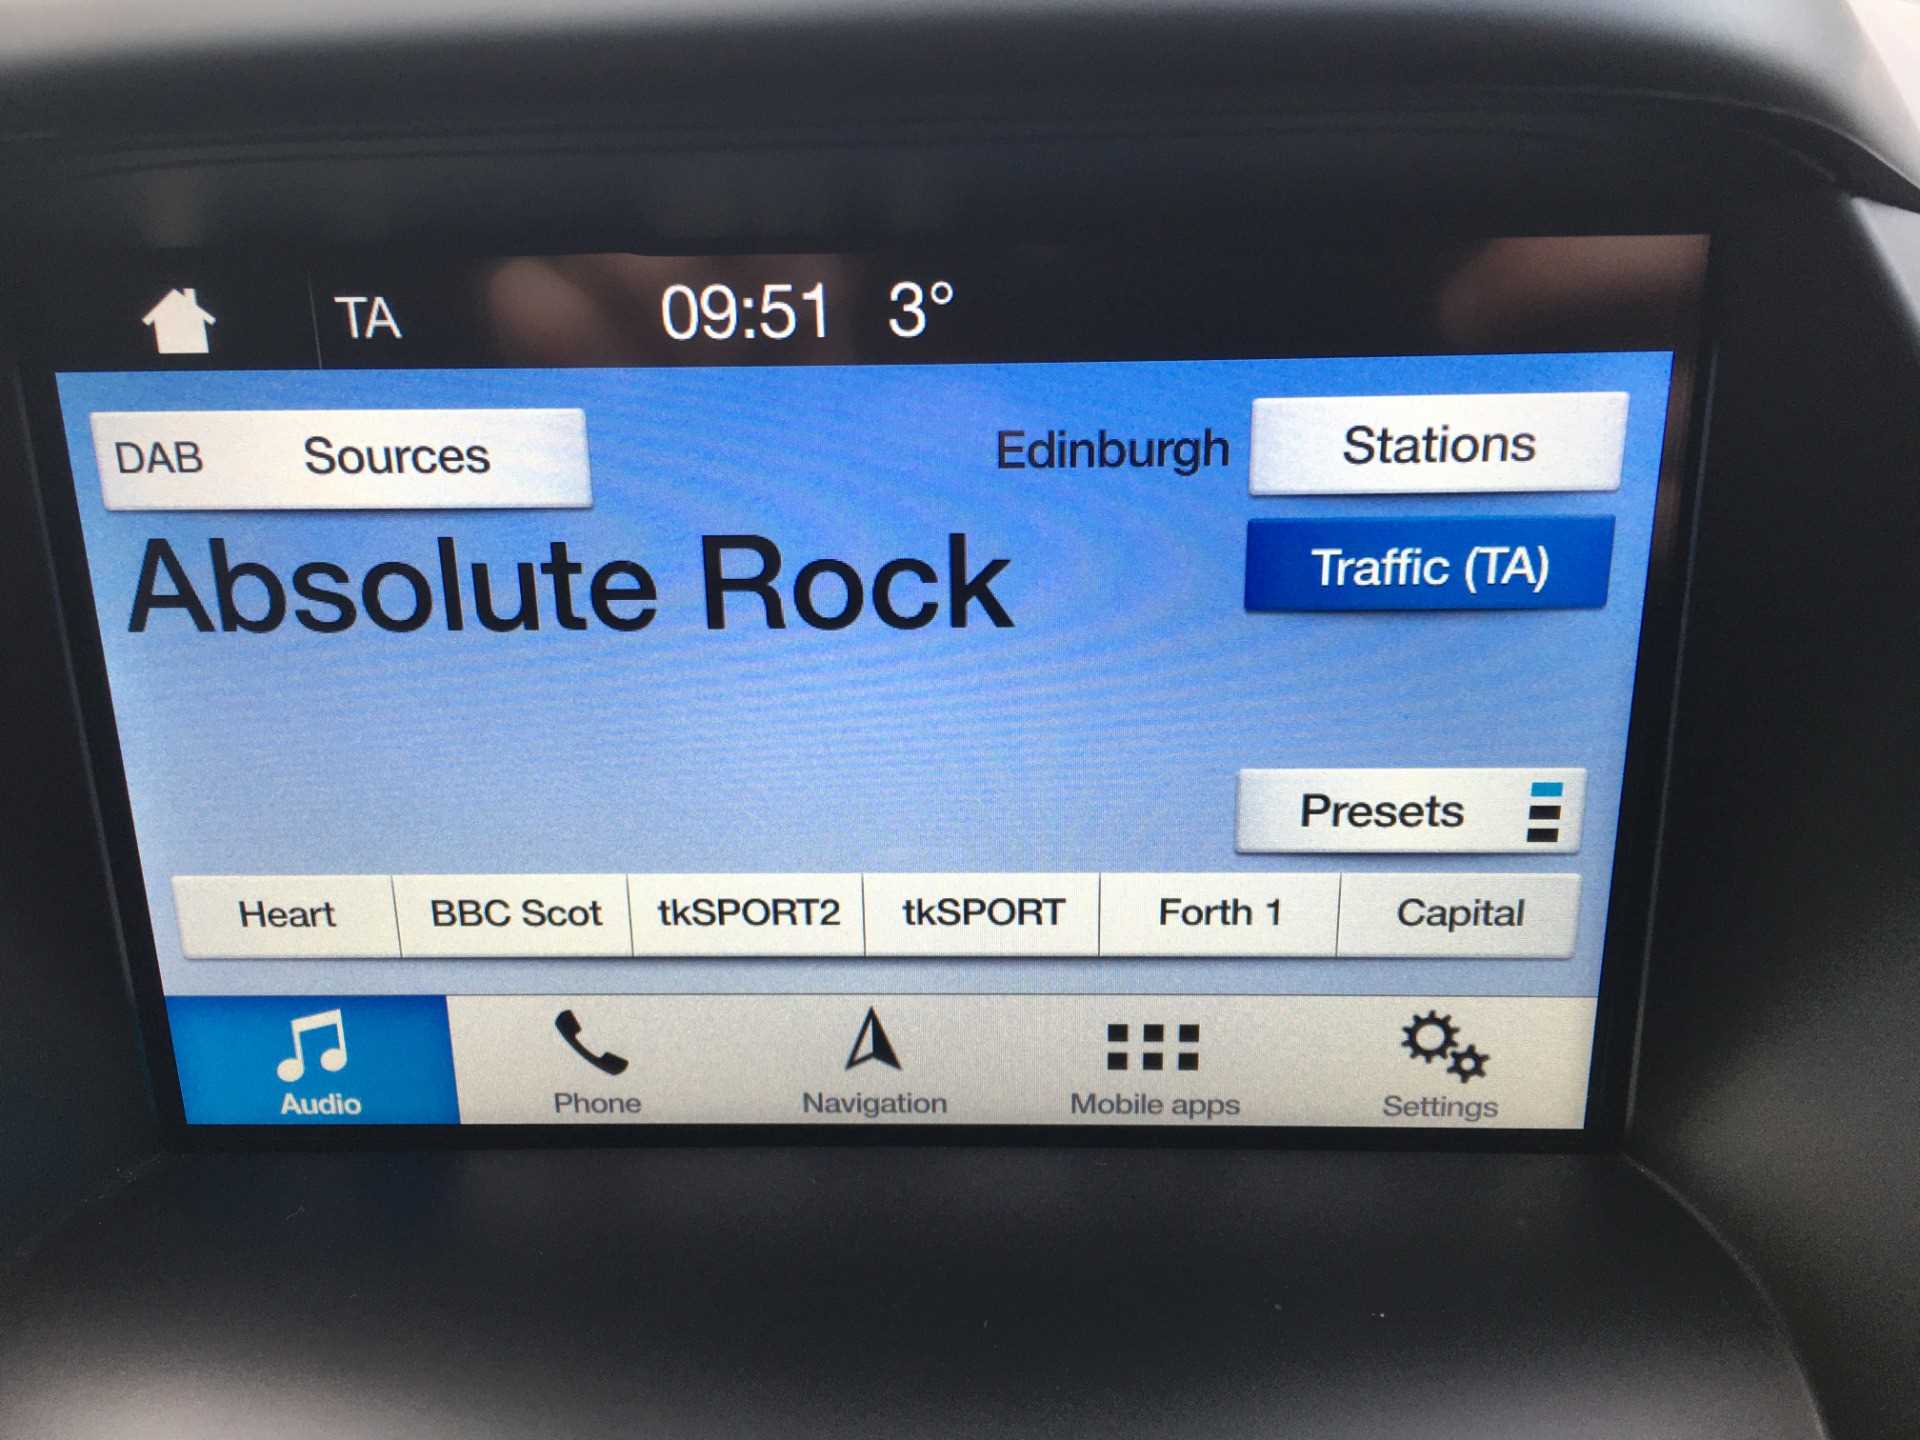 TA 09:51 3°
DAB Sources Edinburgh Stations
Absolute Rock Traffic (TA)
Presets
Heart BBC Scot tkSPORT2 tkSPORT Forth 1 Capital
Audio Phone Navigation Mobile apps Settings